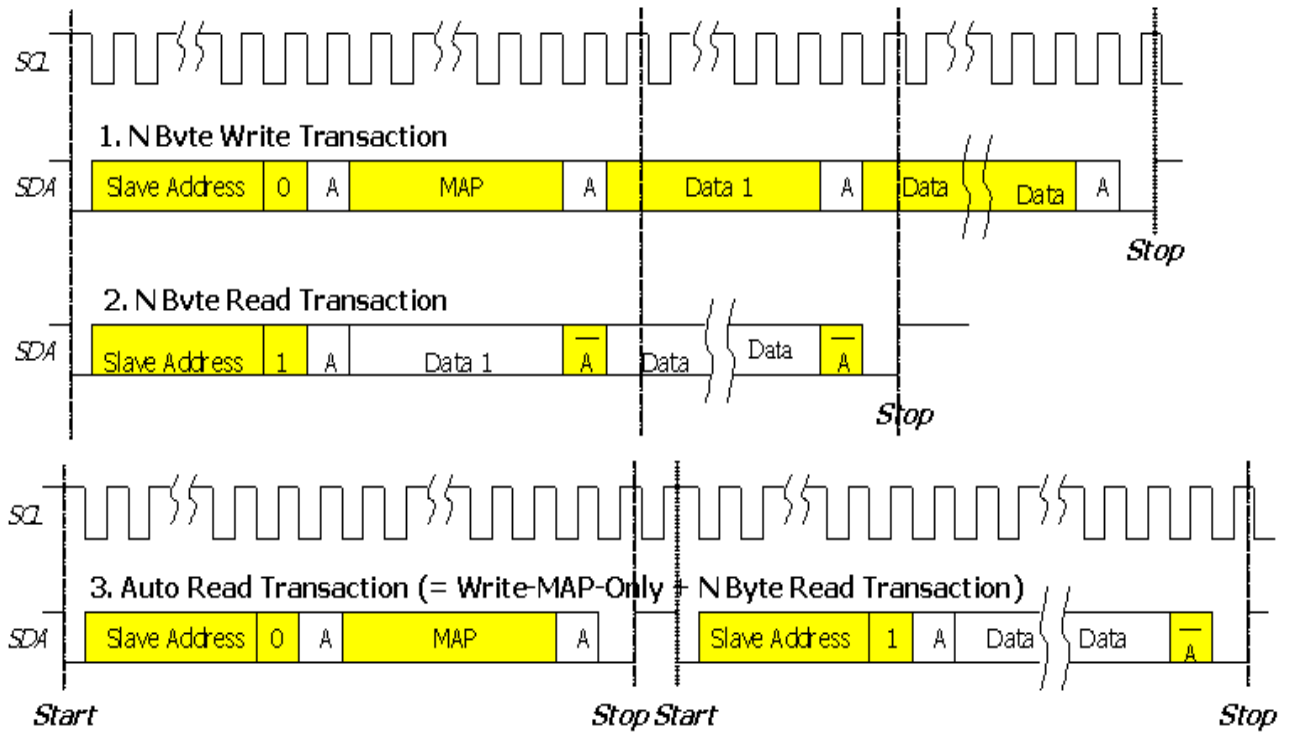 SCL
1. N Byte Write Transaction
SDA Slave Address 0 A MAP A Data 1 A Data Data A
Stop
2. N Byte Read Transaction
SDA Slave Address 1 A Data 1 A Data Data A
Stop
SCL
3. Auto Read Transaction (= Write-MAP-Only + N Byte Read Transaction)
SDA Slave Address 0 A MAP A Slave Address 1 A Data Data A
Start Stop Start Stop